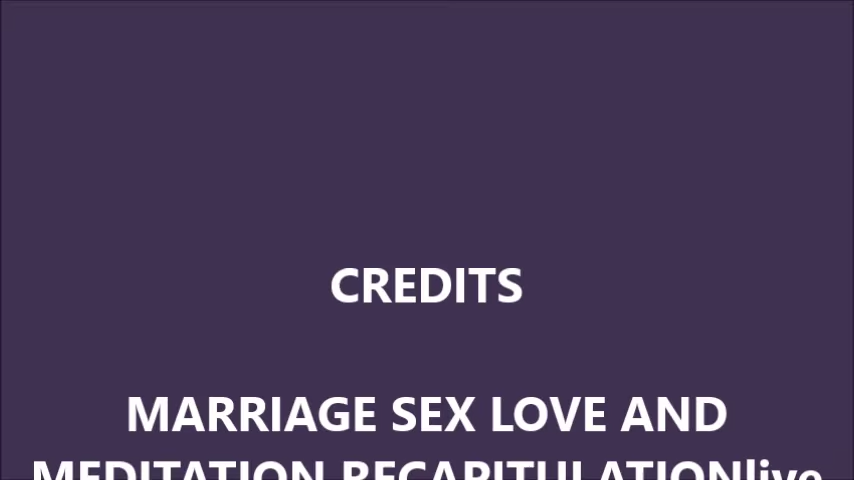 CREDITS
MARRIAGE SEX LOVE AND
MEDITATION RECAPITULATIONlive